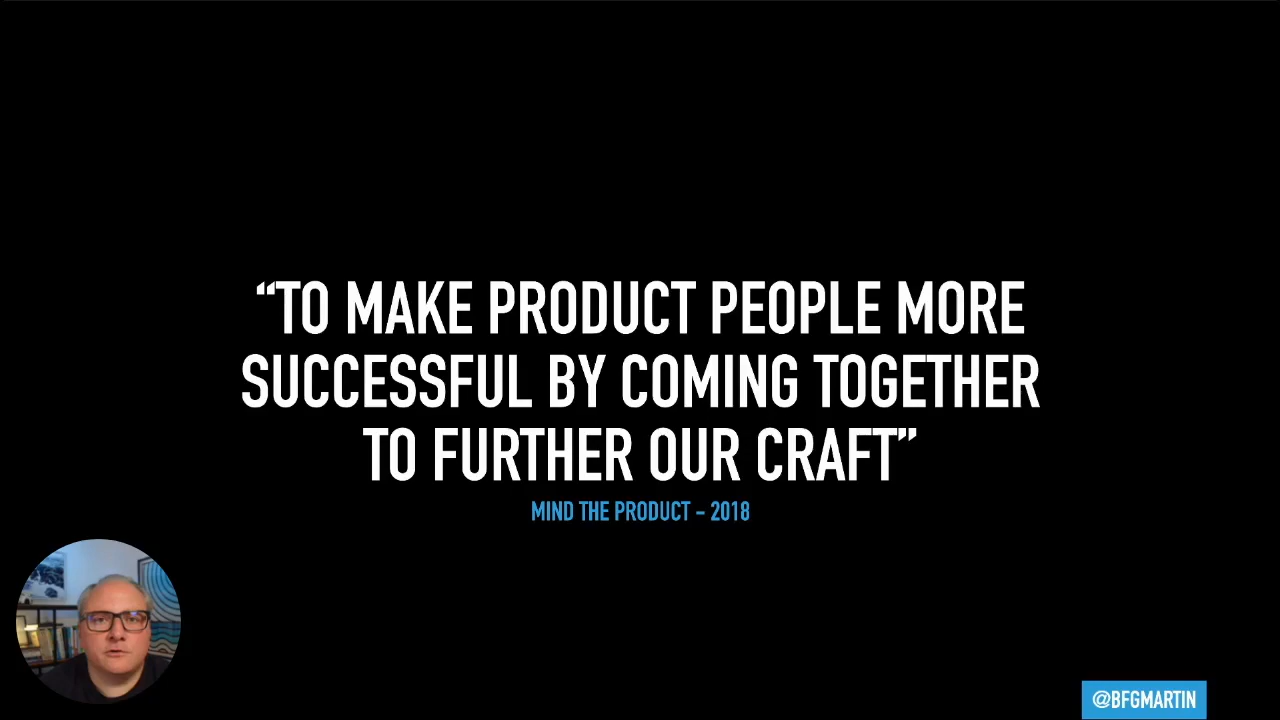 “TO MAKE PRODUCT PEOPLE MORE
SUCCESSFUL BY COMING TOGETHER
TO FURTHER OUR CRAFT”
MIND THE PRODUCT – 2018
@BFGMARTIN